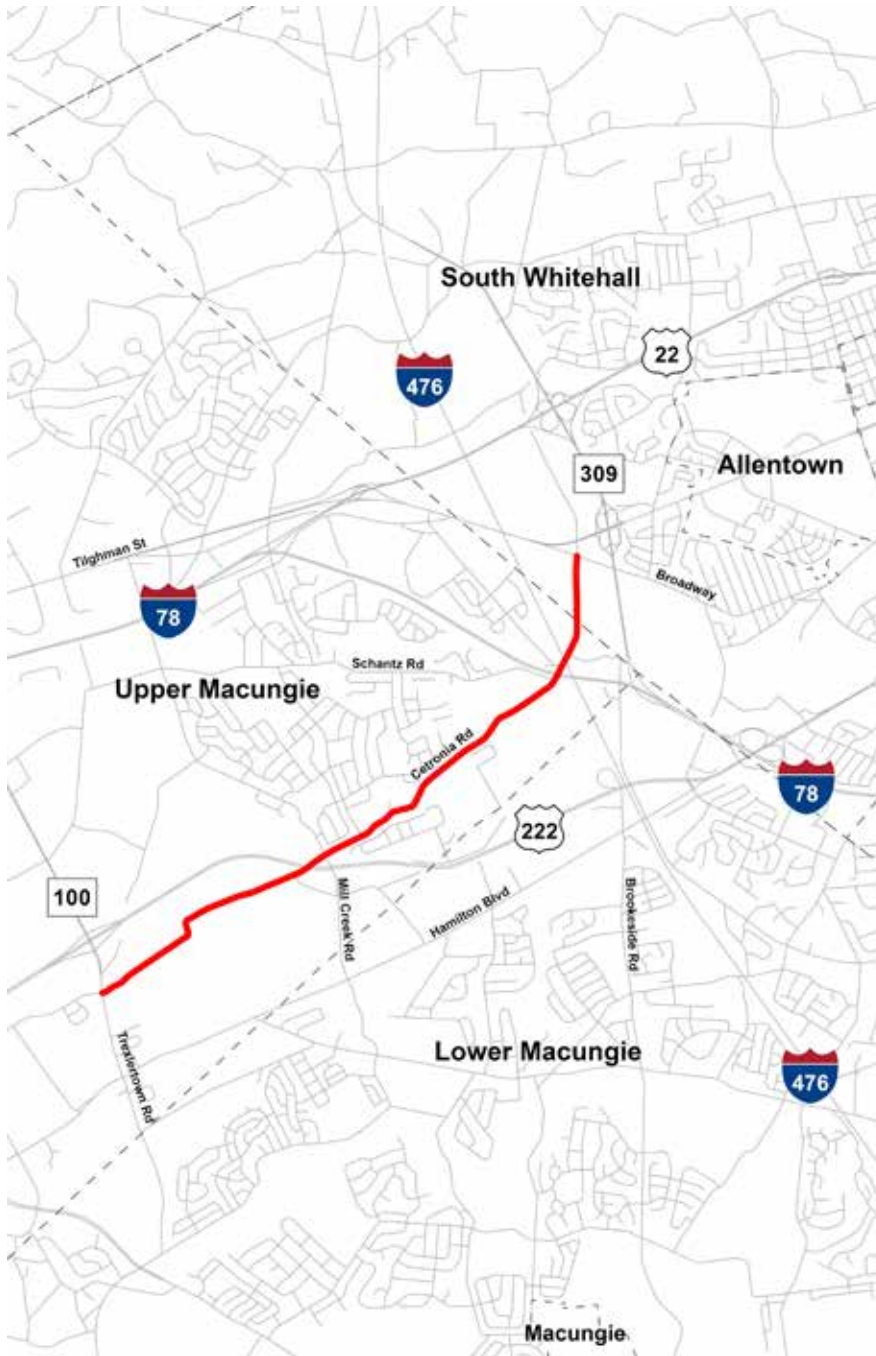 South Whitehall
22
476
309
Allentown
Tilghman St
Broadway
78
Schantz Rd
Upper Macungie
Cetronia Rd
78
222
100
Mill Creek Rd
Hamilton Blvd
Brookeside Rd
Trexlertown Rd
Lower Macungie
476
Macungie